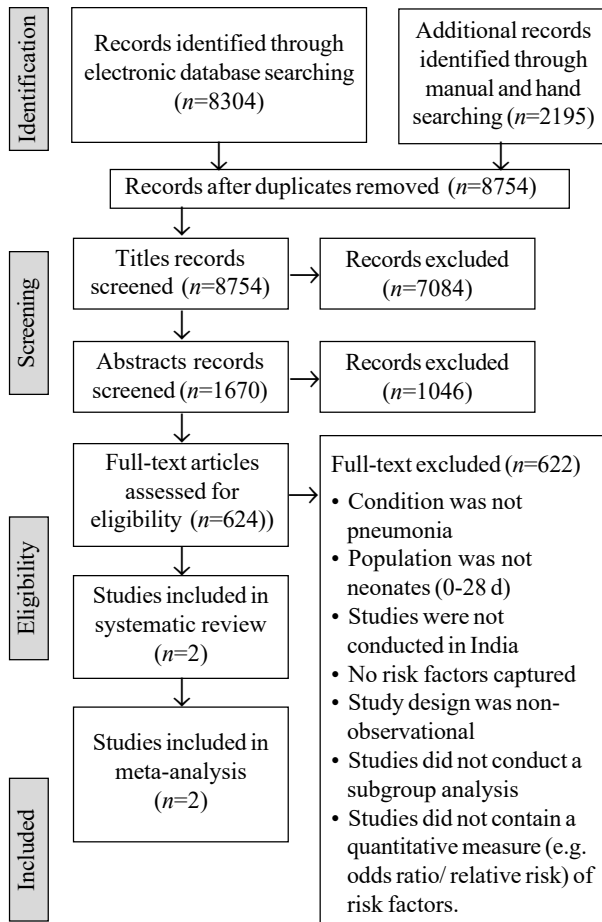 Identification
Records identified through
electronic database searching
(n=8304)
Additional records
identified through
manual and hand
searching (n=2195)
Records after duplicates removed (n=8754)
Screening
Titles records
screened (n=8754)
Records excluded
(n=7084)
Abstracts records
screened (n=1670)
Records excluded
(n=1046)
Eligibility
Full-text articles
assessed for
eligibility (n=624))
Full-text excluded (n=622)
• Condition was not
pneumonia
• Population was not
neonates (0-28 d)
• Studies were not
conducted in India
• No risk factors captured
• Study design was non-
observational
• Studies did not conduct a
subgroup analysis
• Studies did not contain a
quantitative measure (e.g.
odds ratio/ relative risk) of
risk factors.
Studies included in
systematic review
(n=2)
Included
Studies included in
meta-analysis
(n=2)